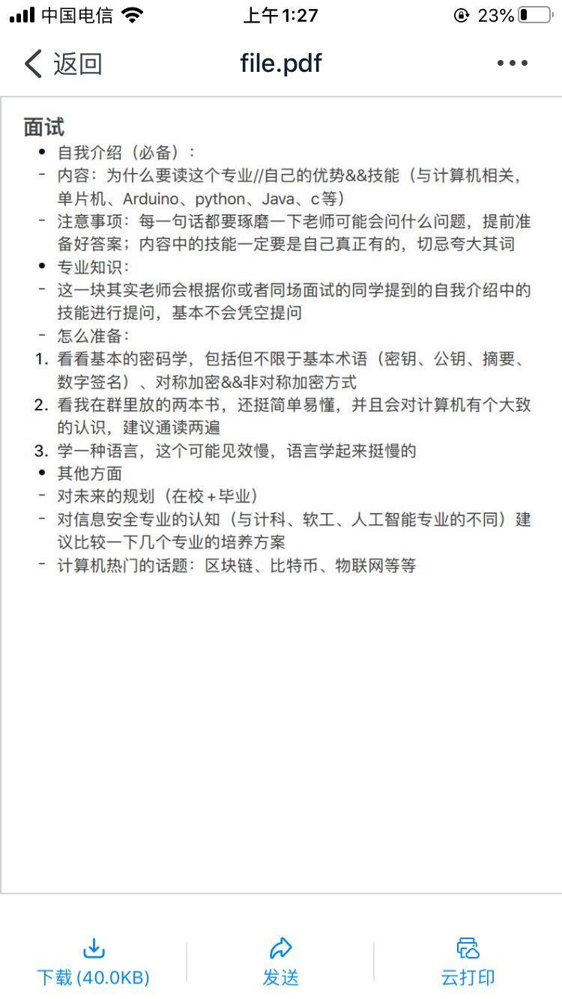 中国电信 上午1:27 23%
返回 file.pdf
面试
• 自我介绍（必备）：
- 内容：为什么要读这个专业//自己的优势&&技能（与计算机相关，
单片机、Arduino、python、Java、c等）
- 注意事项：每一句话都要琢磨一下老师可能会问什么问题，提前准
备好答案；内容中的技能一定要是自己真正有的，切忌夸大其词
• 专业知识：
- 这一块其实老师会根据你或者同场面试的同学提到的自我介绍中的
技能进行提问，基本不会凭空提问
- 怎么准备：
1. 看看基本的密码学，包括但不限于基本术语（密钥、公钥、摘要、
数字签名）、对称加密&&非对称加密方式
2. 看我在群里放的两本书，还挺简单易懂，并且会对计算机有个大致
的认识，建议通读两遍
3. 学一种语言，这个可能见效慢，语言学起来挺慢的
• 其他方面
- 对未来的规划（在校+毕业）
- 对信息安全专业的认知（与计科、软工、人工智能专业的不同）建
议比较一下几个专业的培养方案
- 计算机热门的话题：区块链、比特币、物联网等等
下载(40.0KB) 发送 云打印